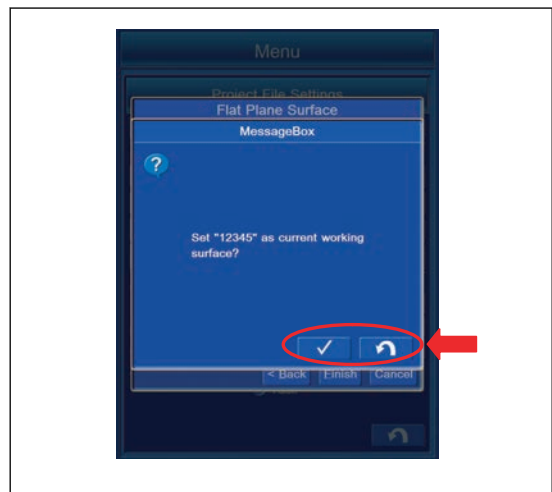 Menu
Project File Settings
Flat Plane Surface
MessageBox
?
Set "12345" as current working
surface?
< Back Finish Cancel